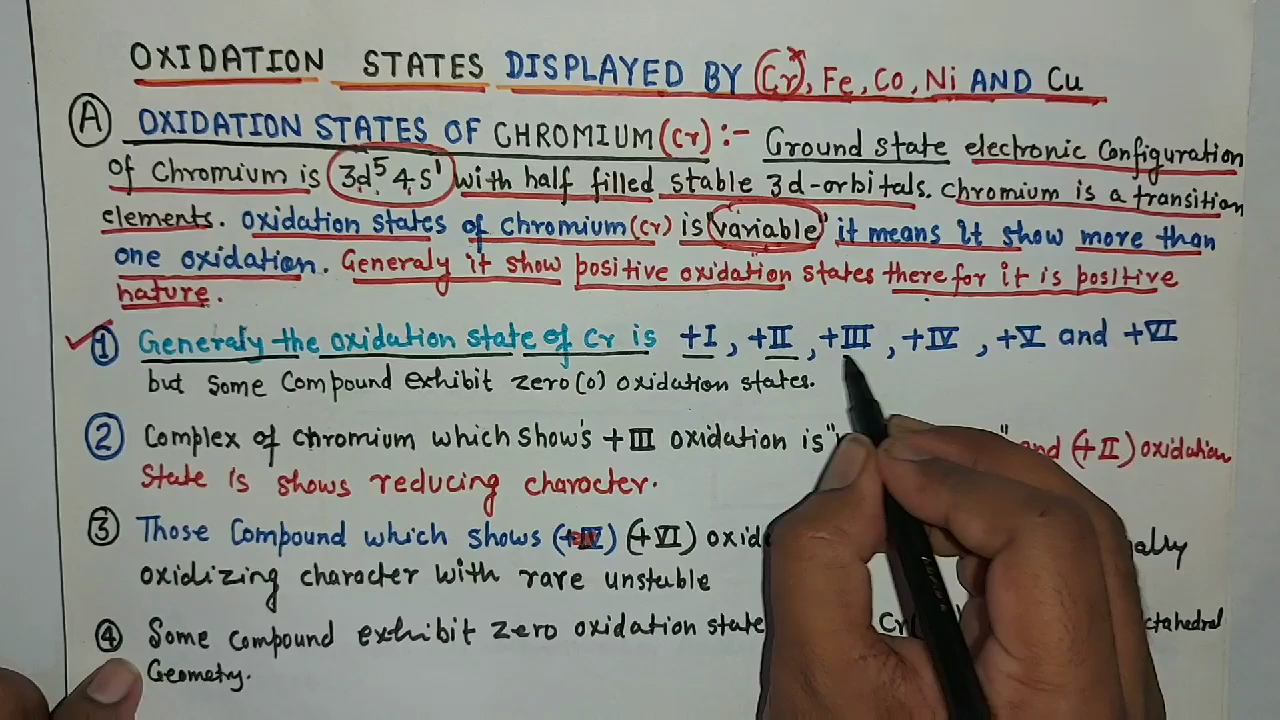 OXIDATION STATES DISPLAYED BY (Cr)*, Fe, Co, Ni AND Cu
A OXIDATION STATES OF CHROMIUM (Cr) :- Ground state electronic Configuration
of Chromium is 3d⁵ 4s¹ with half filled stable 3d-orbitals. Chromium is a transition
elements. Oxidation states of chromium (cr) is "variable" it means it show more than
one oxidation. Generaly it show positive oxidation states there for it is positive
nature.
1 Generaly the oxidation state of Cr is +I, +II, +III, +IV, +V and +VI
but some Compound exhibit zero(0) oxidation states.
2 Complex of chromium which show's +III oxidation is " " and (+II) oxidation
State is shows reducing character.
3 Those Compound which shows (+VI)
oxidizing character with rare unstable
4 Some compound exhibit zero oxidation state
Geometry.